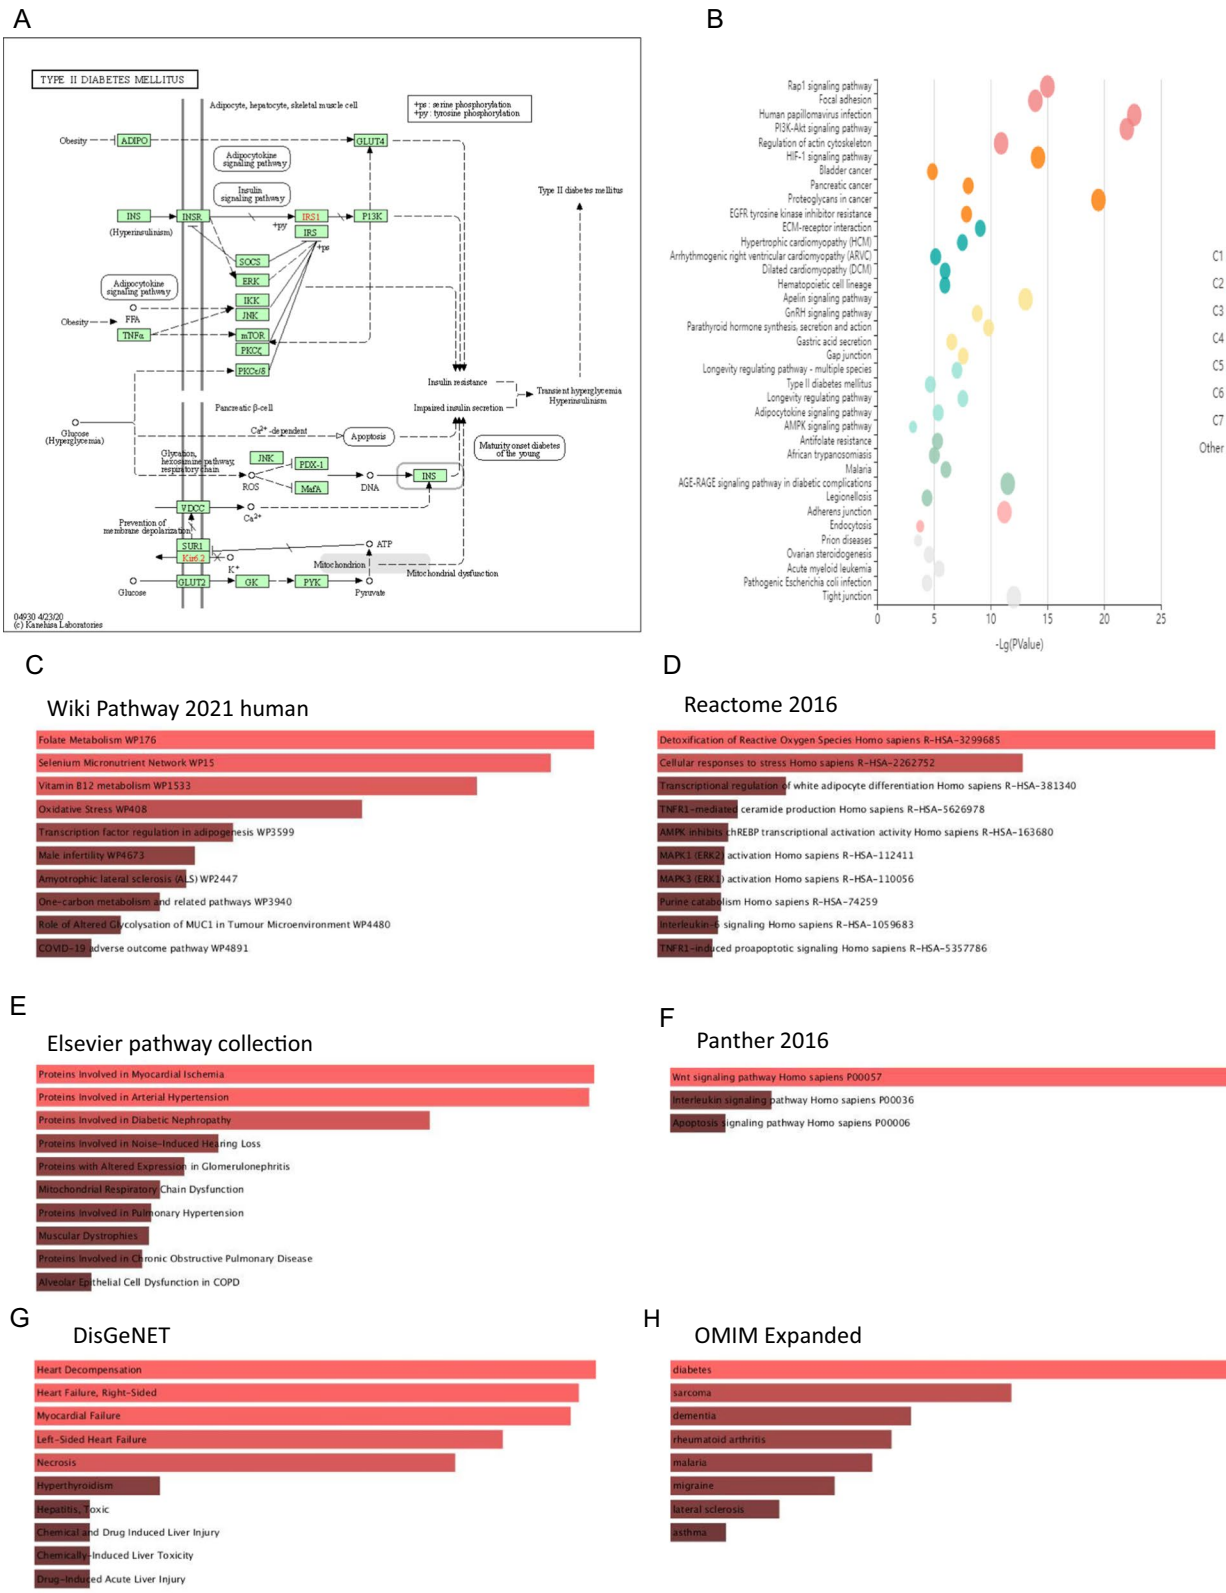 A
TYPE II DIABETES MELLITUS
Adipocyte, hepatocyte, skeletal muscle cell
+ps : serine phosphorylation
+py : tyrosine phosphorylation
Obesity
ADIPO
GLUT4
Adipocytokine
signaling pathway
Insulin
signaling pathway
Type II diabetes mellitus
INS
INSR
IRS1
PI3K
(Hyperinsulinism)
+py
IRS
+ps
SOCS
ERK
Adipocytokine
signaling pathway
IKK
FFA
JNK
Obesity
TNFα
mTOR
PKCζ
PKCε/δ
Insulin resistance
Transient hyperglycemia
Hyperinsulinism
Impaired insulin secretion
Pancreatic β-cell
Glucose
(Hyperglycemia)
Ca2+ -dependent
Apoptosis
Maturity onset diabetes
of the young
Glycation,
hexosamine pathway,
respiratory chain
JNK
PDX-1
INS
ROS
MafA
DNA
VDCC
Ca2+
Prevention of
membrane depolarization
SUR1
ATP
Kir6.2
K+
Mitochondrion
Mitochondrial dysfunction
GLUT2
GK
PYK
Glucose
Pyruvate
04930 4/23/20
(c) Kanehisa Laboratories
B
Rap1 signaling pathway
Focal adhesion
Human papillomavirus infection
PI3K-Akt signaling pathway
Regulation of actin cytoskeleton
HIF-1 signaling pathway
Bladder cancer
Pancreatic cancer
Proteoglycans in cancer
EGFR tyrosine kinase inhibitor resistance
ECM-receptor interaction
Hypertrophic cardiomyopathy (HCM)
Arrhythmogenic right ventricular cardiomyopathy (ARVC)
Dilated cardiomyopathy (DCM)
Hematopoietic cell lineage
Apelin signaling pathway
GnRH signaling pathway
Parathyroid hormone synthesis, secretion and action
Gastric acid secretion
Gap junction
Longevity regulating pathway - multiple species
Type II diabetes mellitus
Longevity regulating pathway
Adipocytokine signaling pathway
AMPK signaling pathway
Antifolate resistance
African trypanosomiasis
Malaria
AGE-RAGE signaling pathway in diabetic complications
Legionellosis
Adherens junction
Endocytosis
Prion diseases
Ovarian steroidogenesis
Acute myeloid leukemia
Pathogenic Escherichia coli infection
Tight junction
0 5 10 15 20 25
-Lg(PValue)
C1
C2
C3
C4
C5
C6
C7
Other
C
Wiki Pathway 2021 human
Folate Metabolism WP176
Selenium Micronutrient Network WP15
Vitamin B12 metabolism WP1533
Oxidative Stress WP408
Transcription factor regulation in adipogenesis WP3599
Male infertility WP4673
Amyotrophic lateral sclerosis (ALS) WP2447
One-carbon metabolism and related pathways WP3940
Role of Altered Glycolysation of MUC1 in Tumour Microenvironment WP4480
COVID-19 adverse outcome pathway WP4891
D
Reactome 2016
Detoxification of Reactive Oxygen Species Homo sapiens R-HSA-3299685
Cellular responses to stress Homo sapiens R-HSA-2262752
Transcriptional regulation of white adipocyte differentiation Homo sapiens R-HSA-381340
TNFR1-mediated ceramide production Homo sapiens R-HSA-5626978
AMPK inhibits chREBP transcriptional activation activity Homo sapiens R-HSA-163680
MAPK1 (ERK2) activation Homo sapiens R-HSA-112411
MAPK3 (ERK1) activation Homo sapiens R-HSA-110056
Purine catabolism Homo sapiens R-HSA-74259
Interleukin-6 signaling Homo sapiens R-HSA-1059683
TNFR1-induced proapoptotic signaling Homo sapiens R-HSA-5357786
E
Elsevier pathway collection
Proteins Involved in Myocardial Ischemia
Proteins Involved in Arterial Hypertension
Proteins Involved in Diabetic Nephropathy
Proteins Involved in Noise-Induced Hearing Loss
Proteins with Altered Expression in Glomerulonephritis
Mitochondrial Respiratory Chain Dysfunction
Proteins Involved in Pulmonary Hypertension
Muscular Dystrophies
Proteins Involved in Chronic Obstructive Pulmonary Disease
Alveolar Epithelial Cell Dysfunction in COPD
F
Panther 2016
Wnt signaling pathway Homo sapiens P00057
Interleukin signaling pathway Homo sapiens P00036
Apoptosis signaling pathway Homo sapiens P00006
G
DisGeNET
Heart Decompensation
Heart Failure, Right-Sided
Myocardial Failure
Left-Sided Heart Failure
Necrosis
Hyperthyroidism
Hepatitis, Toxic
Chemical and Drug Induced Liver Injury
Chemically-Induced Liver Toxicity
Drug-Induced Acute Liver Injury
H
OMIM Expanded
diabetes
sarcoma
dementia
rheumatoid arthritis
malaria
migraine
lateral sclerosis
asthma